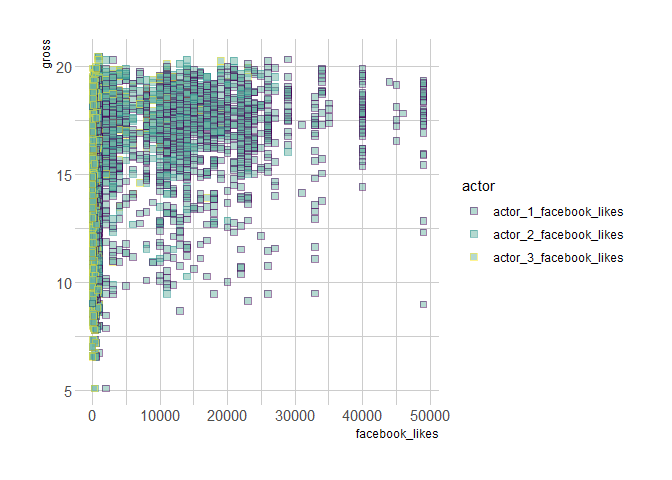 gross
20
15
10
5
0 10000 20000 30000 40000 50000
facebook_likes
actor
actor_1_facebook_likes
actor_2_facebook_likes
actor_3_facebook_likes